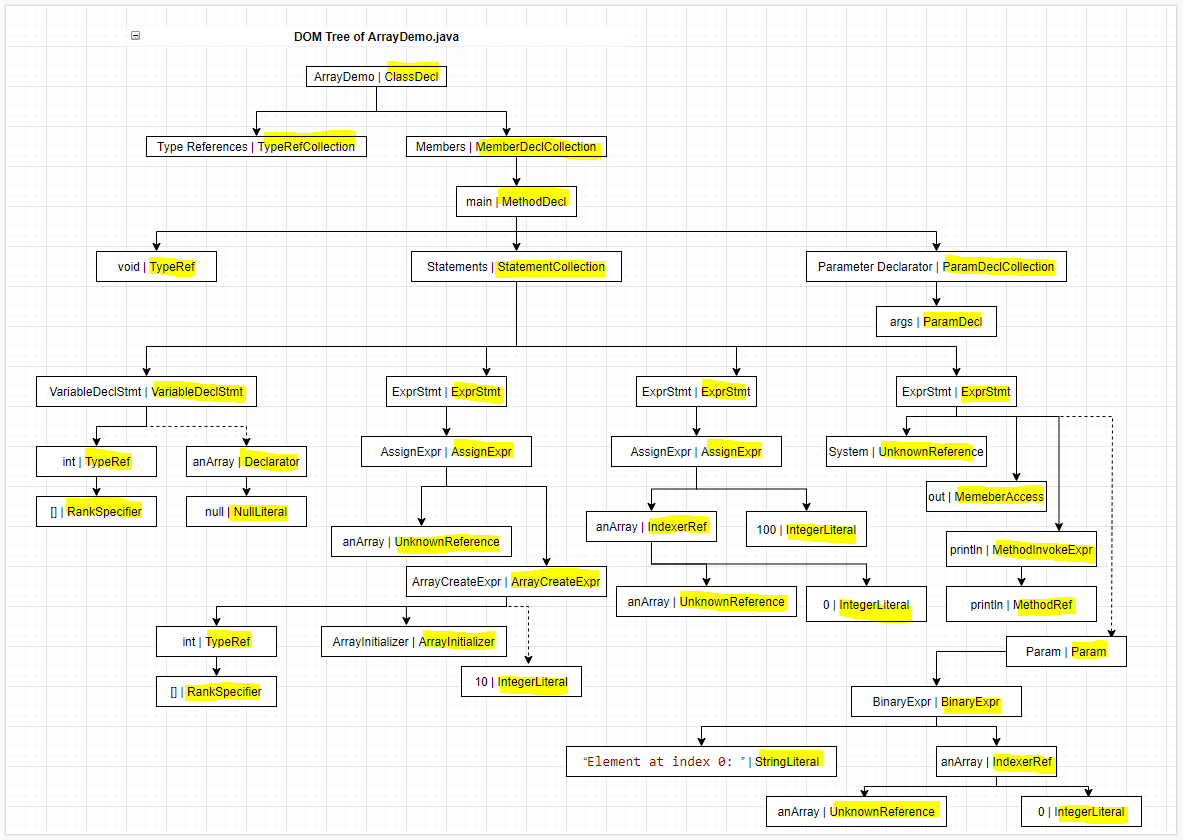 DOM Tree of ArrayDemo.java
ArrayDemo | ClassDecl
Type References | TypeRefCollection
Members | MemberDeclCollection
main | MethodDecl
void | TypeRef
Statements | StatementCollection
Parameter Declarator | ParamDeclCollection
args | ParamDecl
VariableDeclStmt | VariableDeclStmt
ExprStmt | ExprStmt
ExprStmt | ExprStmt
ExprStmt | ExprStmt
int | TypeRef
anArray | Declarator
AssignExpr | AssignExpr
AssignExpr | AssignExpr
System | UnknownReference
[] | RankSpecifier
null | NullLiteral
out | MemeberAccess
anArray | UnknownReference
anArray | IndexerRef
100 | IntegerLiteral
println | MethodInvokeExpr
ArrayCreateExpr | ArrayCreateExpr
anArray | UnknownReference
0 | IntegerLiteral
println | MethodRef
int | TypeRef
ArrayInitializer | ArrayInitializer
Param | Param
[] | RankSpecifier
10 | IntegerLiteral
BinaryExpr | BinaryExpr
“Element at index 0: ”| StringLiteral
anArray | IndexerRef
anArray | UnknownReference
0 | IntegerLiteral